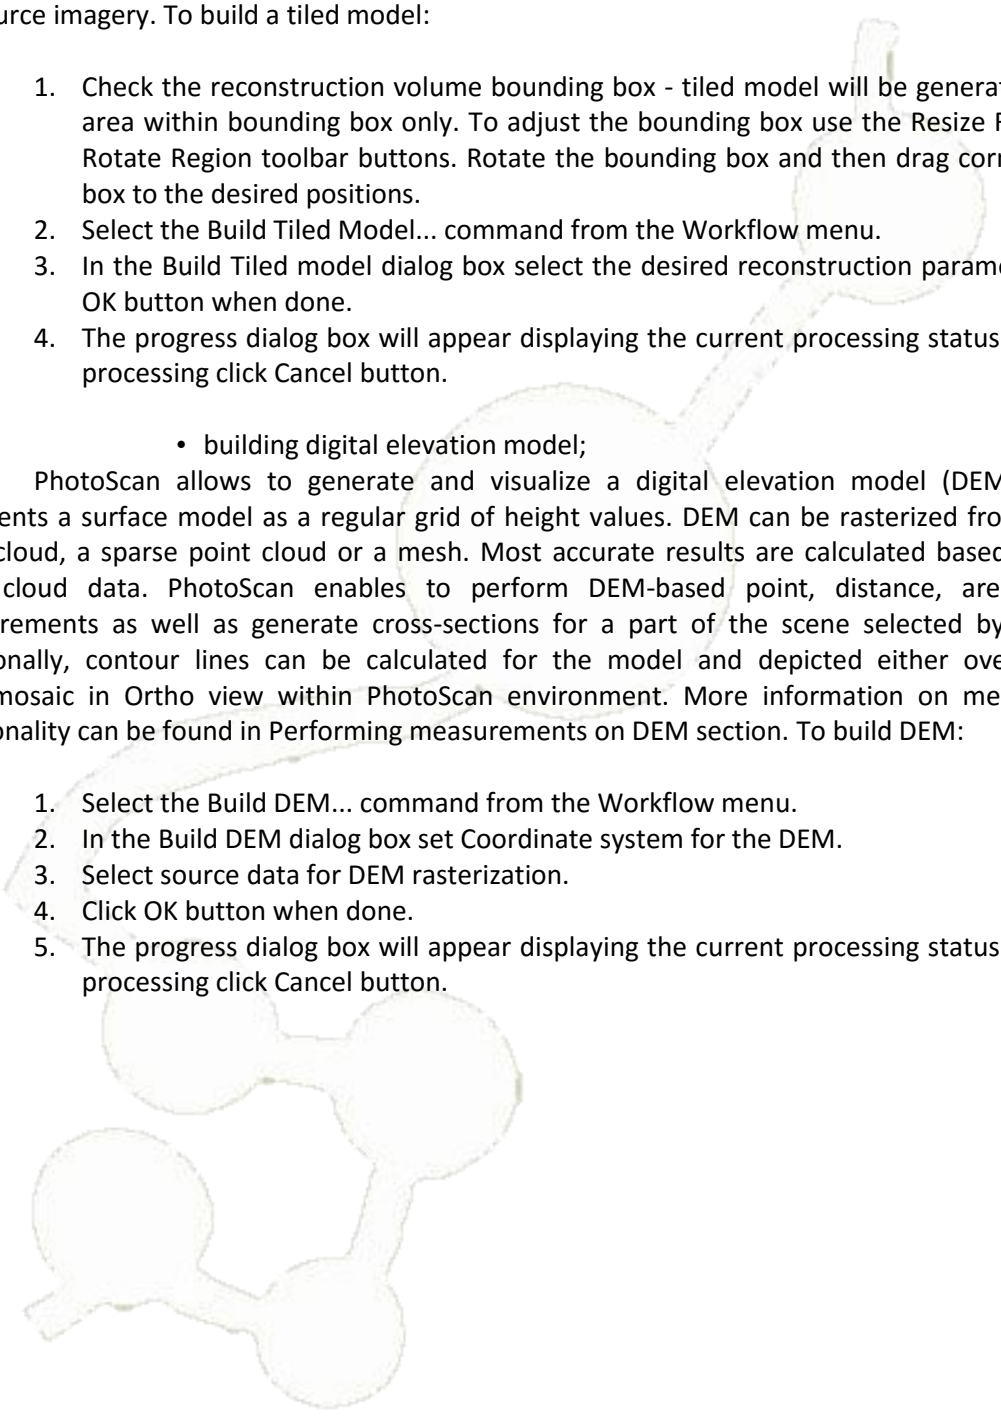 urce imagery. To build a tiled model:
1. Check the reconstruction volume bounding box - tiled model will be generat
area within bounding box only. To adjust the bounding box use the Resize
Rotate Region toolbar buttons. Rotate the bounding box and then drag corn
box to the desired positions.
2. Select the Build Tiled Model... command from the Workflow menu.
3. In the Build Tiled model dialog box select the desired reconstruction parame
OK button when done.
4. The progress dialog box will appear displaying the current processing status
processing click Cancel button.
• building digital elevation model;
PhotoScan allows to generate and visualize a digital elevation model (DEM
ents a surface model as a regular grid of height values. DEM can be rasterized fro
cloud, a sparse point cloud or a mesh. Most accurate results are calculated based
cloud data. PhotoScan enables to perform DEM-based point, distance, are
rements as well as generate cross-sections for a part of the scene selected by
onally, contour lines can be calculated for the model and depicted either ove
mosaic in Ortho view within PhotoScan environment. More information on me
onality can be found in Performing measurements on DEM section. To build DEM:
1. Select the Build DEM... command from the Workflow menu.
2. In the Build DEM dialog box set Coordinate system for the DEM.
3. Select source data for DEM rasterization.
4. Click OK button when done.
5. The progress dialog box will appear displaying the current processing status
processing click Cancel button.